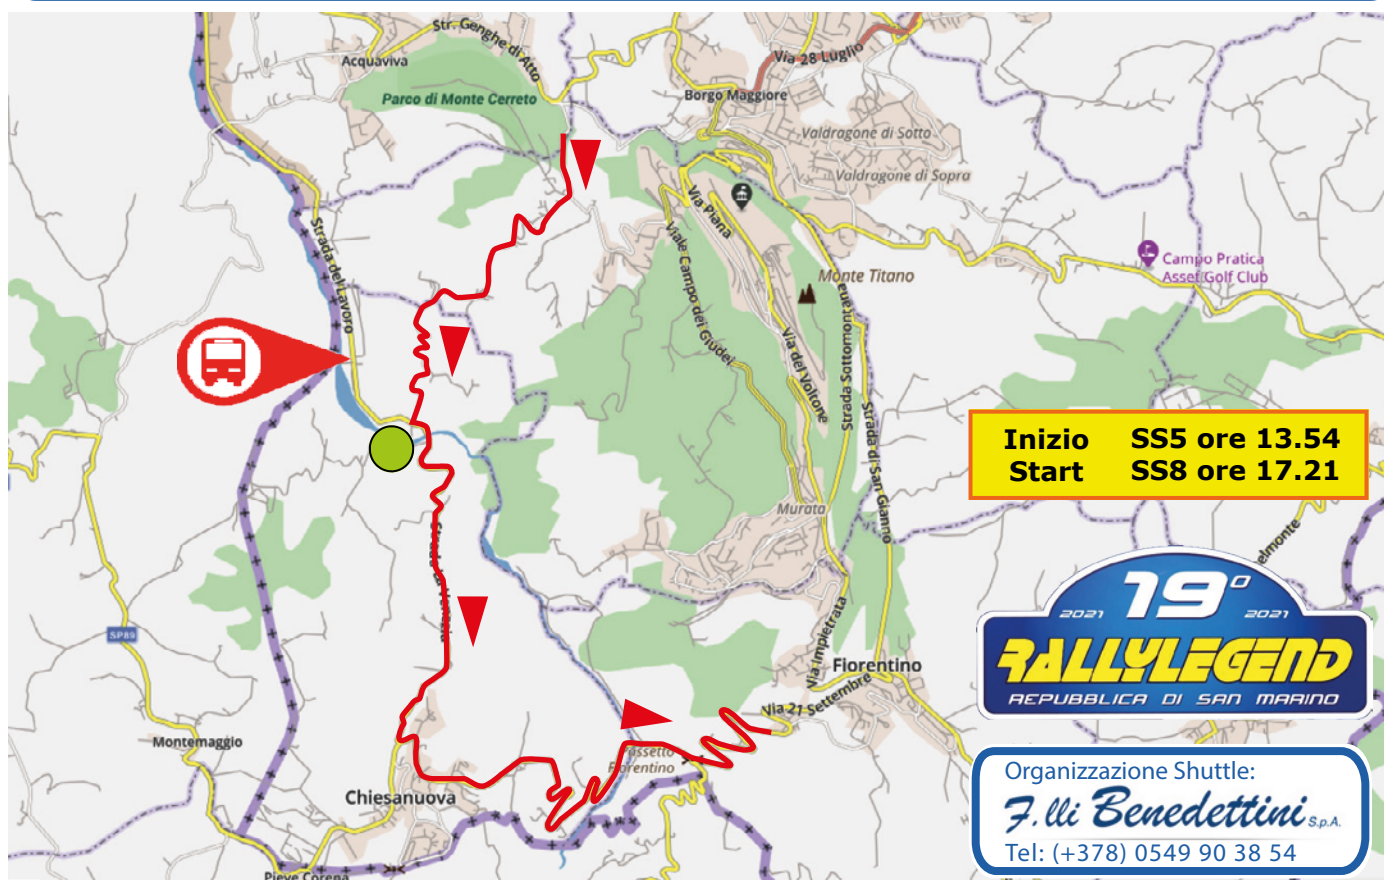 Str. Genghe di Atto
Acquaviva
Via 28 Luglio
Parco di Monte Cerreto
Borgo Maggiore
Valdragone di Sotto
Valdragone di Sopra
Via Piana
Viale Campo dei Giudei
Strada del Lavoro
Monte Titano
Campo Pratica
Asset Golf Club
Via del Voltone
Strada Sottomontana
Strada di San Gianno
Inizio SS5 ore 13.54
Start SS8 ore 17.21
Murata
elmonte
19°
2021 2021
RALLYLEGEND
REPUBBLICA DI SAN MARINO
SP89
Via Impietrata
Fiorentino
Via 21 Settembre
Montemaggio
Fiorentino
Chiesanuova
Pieve Corena
Organizzazione Shuttle:
F.lli Benedettini S.p.A.
Tel: (+378) 0549 90 38 54